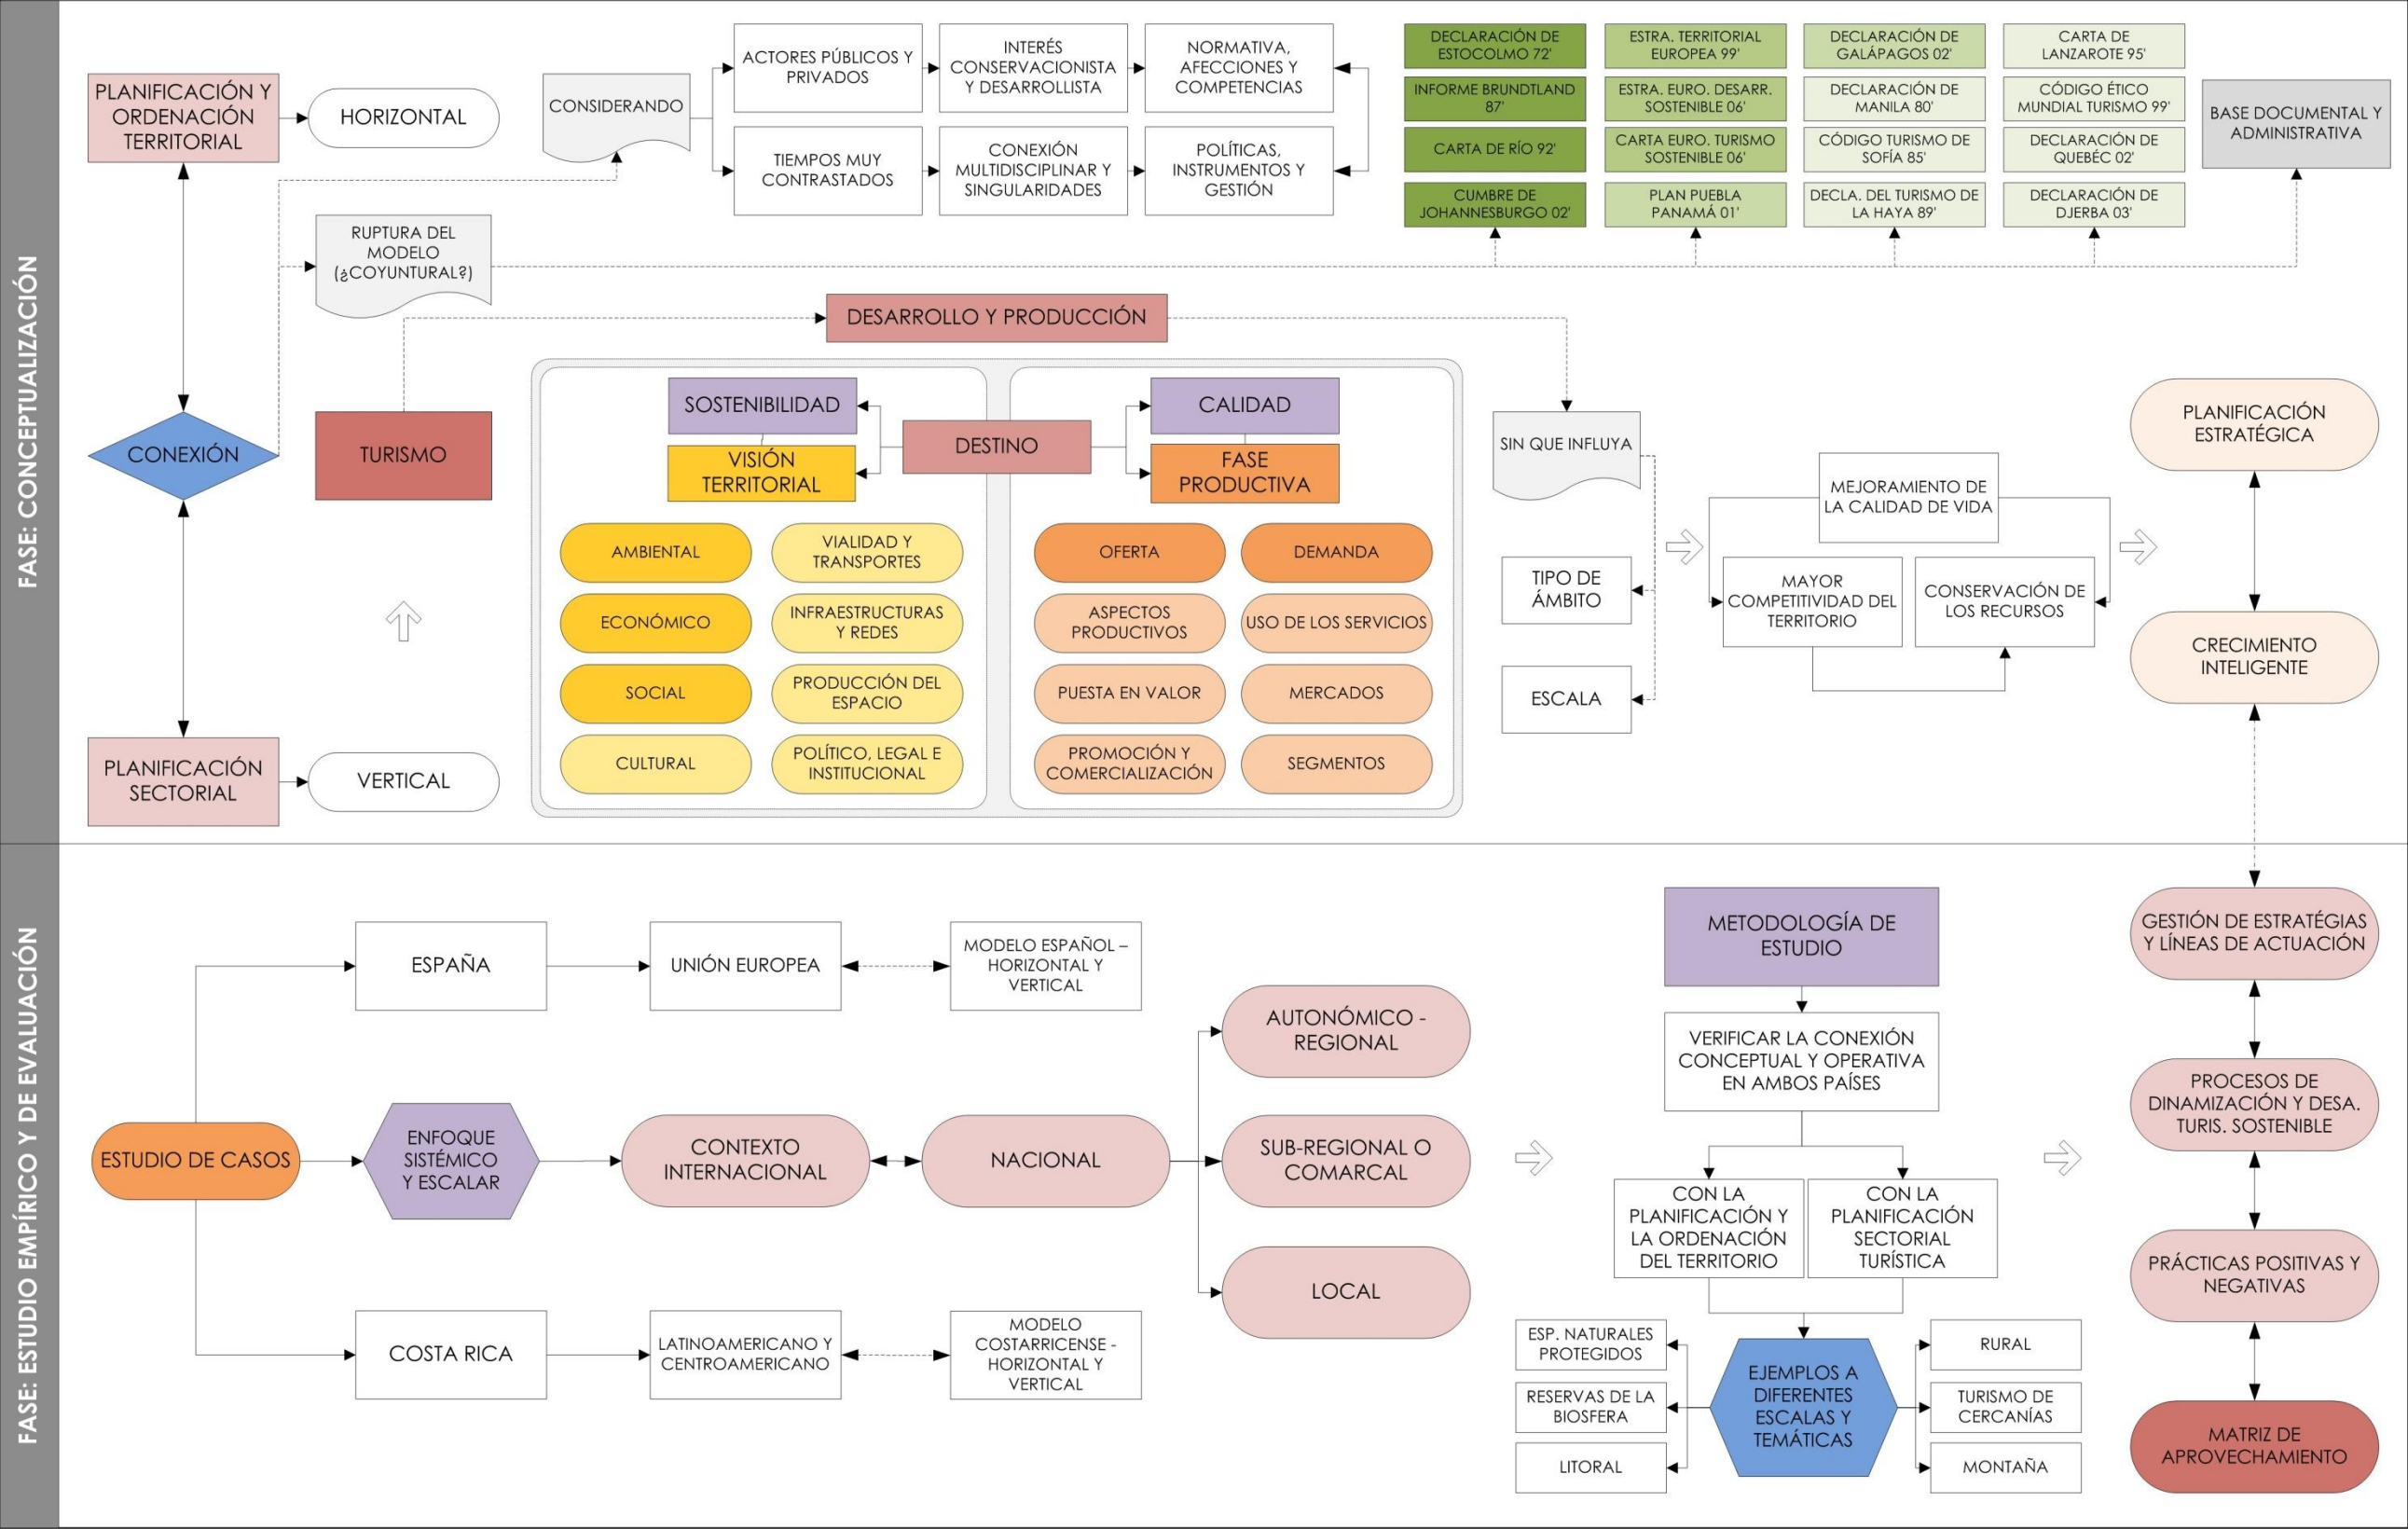 FASE: CONCEPTUALIZACIÓN
PLANIFICACIÓN Y
ORDENACIÓN
TERRITORIAL
HORIZONTAL
CONSIDERANDO
ACTORES PÚBLICOS Y
PRIVADOS
INTERÉS
CONSERVACIONISTA
Y DESARROLLISTA
NORMATIVA,
AFECCIONES Y
COMPETENCIAS
TIEMPOS MUY
CONTRASTADOS
CONEXIÓN
MULTIDISCIPLINAR Y
SINGULARIDADES
POLÍTICAS,
INSTRUMENTOS Y
GESTIÓN
DECLARACIÓN DE
ESTOCOLMO 72'
ESTRA. TERRITORIAL
EUROPEA 99'
DECLARACIÓN DE
GALÁPAGOS 02'
CARTA DE
LANZAROTE 95'
INFORME BRUNDTLAND
87'
ESTRA. EURO. DESARR.
SOSTENIBLE 06'
DECLARACIÓN DE
MANILA 80'
CÓDIGO ÉTICO
MUNDIAL TURISMO 99'
CARTA DE RÍO 92'
CARTA EURO. TURISMO
SOSTENIBLE 06'
CÓDIGO TURISMO DE
SOFÍA 85'
DECLARACIÓN DE
QUEBÉC 02'
CUMBRE DE
JOHANNESBURGO 02'
PLAN PUEBLA
PANAMÁ 01'
DECLA. DEL TURISMO DE
LA HAYA 89'
DECLARACIÓN DE
DJERBA 03'
BASE DOCUMENTAL Y
ADMINISTRATIVA
RUPTURA DEL
MODELO
(¿COYUNTURAL?)
DESARROLLO Y PRODUCCIÓN
CONEXIÓN
TURISMO
SOSTENIBILIDAD
VISIÓN
TERRITORIAL
DESTINO
CALIDAD
FASE
PRODUCTIVA
AMBIENTAL
VIALIDAD Y
TRANSPORTES
ECONÓMICO
INFRAESTRUCTURAS
Y REDES
SOCIAL
PRODUCCIÓN DEL
ESPACIO
CULTURAL
POLÍTICO, LEGAL E
INSTITUCIONAL
OFERTA
DEMANDA
ASPECTOS
PRODUCTIVOS
USO DE LOS SERVICIOS
PUESTA EN VALOR
MERCADOS
PROMOCIÓN Y
COMERCIALIZACIÓN
SEGMENTOS
SIN QUE INFLUYA
TIPO DE
ÁMBITO
ESCALA
MEJORAMIENTO DE
LA CALIDAD DE VIDA
MAYOR
COMPETITIVIDAD DEL
TERRITORIO
CONSERVACIÓN DE
LOS RECURSOS
PLANIFICACIÓN
ESTRATÉGICA
CRECIMIENTO
INTELIGENTE
PLANIFICACIÓN
SECTORIAL
VERTICAL
FASE: ESTUDIO EMPÍRICO Y DE EVALUACIÓN
ESPAÑA
UNIÓN EUROPEA
MODELO ESPAÑOL –
HORIZONTAL Y
VERTICAL
ESTUDIO DE CASOS
ENFOQUE
SISTÉMICO
Y ESCALAR
CONTEXTO
INTERNACIONAL
NACIONAL
AUTONÓMICO -
REGIONAL
SUB-REGIONAL O
COMARCAL
LOCAL
COSTA RICA
LATINOAMERICANO Y
CENTROAMERICANO
MODELO
COSTARRICENSE -
HORIZONTAL Y
VERTICAL
METODOLOGÍA DE
ESTUDIO
VERIFICAR LA CONEXIÓN
CONCEPTUAL Y OPERATIVA
EN AMBOS PAÍSES
CON LA
PLANIFICACIÓN Y
LA ORDENACIÓN
DEL TERRITORIO
CON LA
PLANIFICACIÓN
SECTORIAL
TURÍSTICA
ESP. NATURALES
PROTEGIDOS
RESERVAS DE LA
BIOSFERA
LITORAL
EJEMPLOS A
DIFERENTES
ESCALAS Y
TEMÁTICAS
RURAL
TURISMO DE
CERCANÍAS
MONTAÑA
GESTIÓN DE ESTRATÉGIAS
Y LÍNEAS DE ACTUACIÓN
PROCESOS DE
DINAMIZACIÓN Y DESA.
TURIS. SOSTENIBLE
PRÁCTICAS POSITIVAS Y
NEGATIVAS
MATRIZ DE
APROVECHAMIENTO